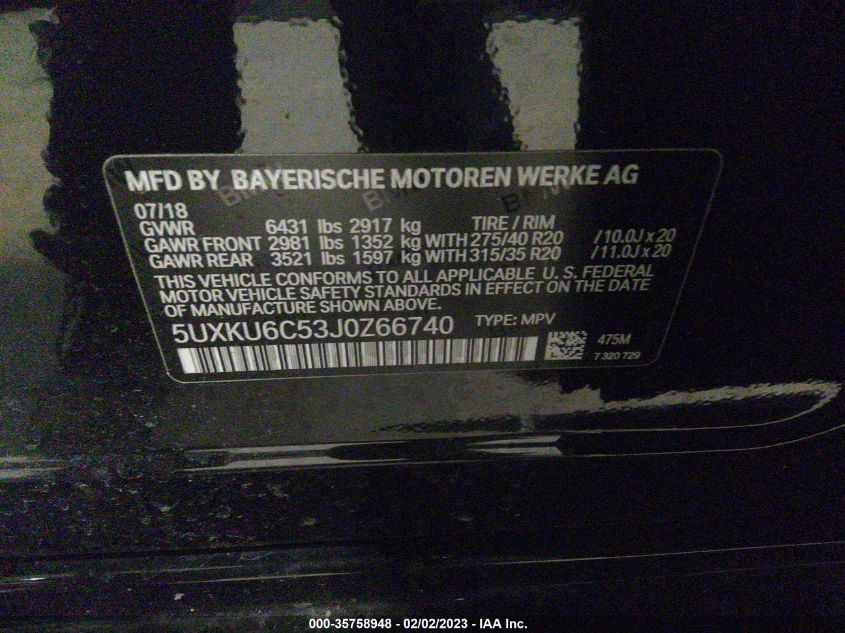 MFD BY BAYERISCHE MOTOREN WERKE AG
07/18
GVWR 6431 lbs 2917 kg TIRE / RIM
GAWR FRONT 2981 lbs 1352 kg WITH 275/40 R20 /10.0J x 20
GAWR REAR 3521 lbs 1597 kg WITH 315/35 R20 /11.0J x 20
THIS VEHICLE CONFORMS TO ALL APPLICABLE U. S. FEDERAL
MOTOR VEHICLE SAFETY STANDARDS IN EFFECT ON THE DATE
OF MANUFACTURE SHOWN ABOVE.
5UXKU6C53J0Z66740 TYPE: MPV
475M
7 320 729
000-35758948 - 02/02/2023 - IAA Inc.